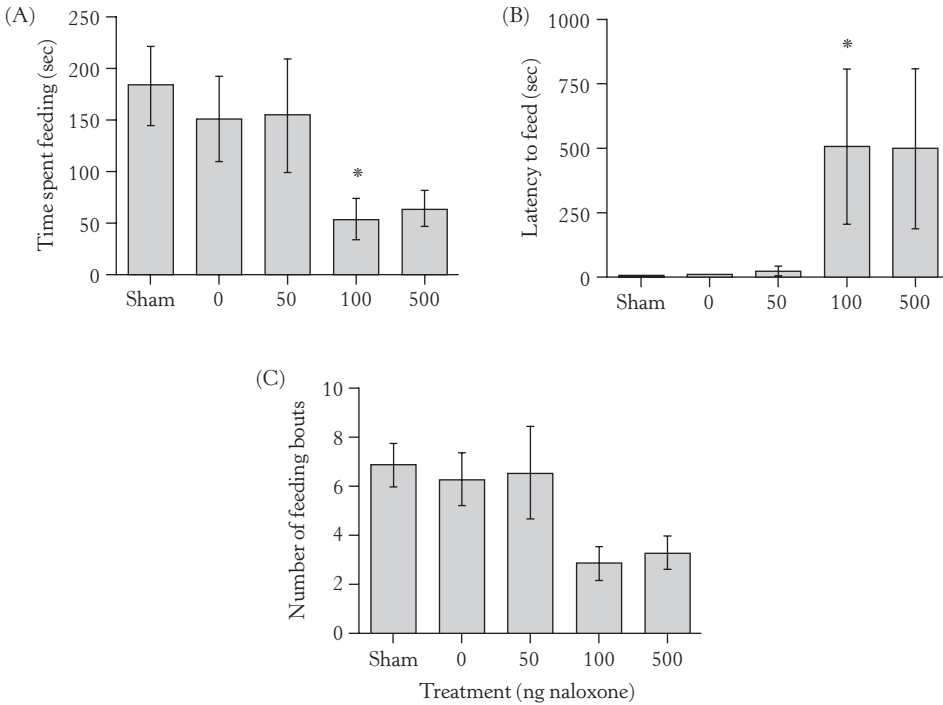 (A)
Time spent feeding (sec)
250
200
150
100
50
0
Sham 0 50 100 500
*
(B)
Latency to feed (sec)
1000
750
500
250
0
Sham 0 50 100 500
*
(C)
Number of feeding bouts
10
8
6
4
2
0
Sham 0 50 100 500
Treatment (ng naloxone)